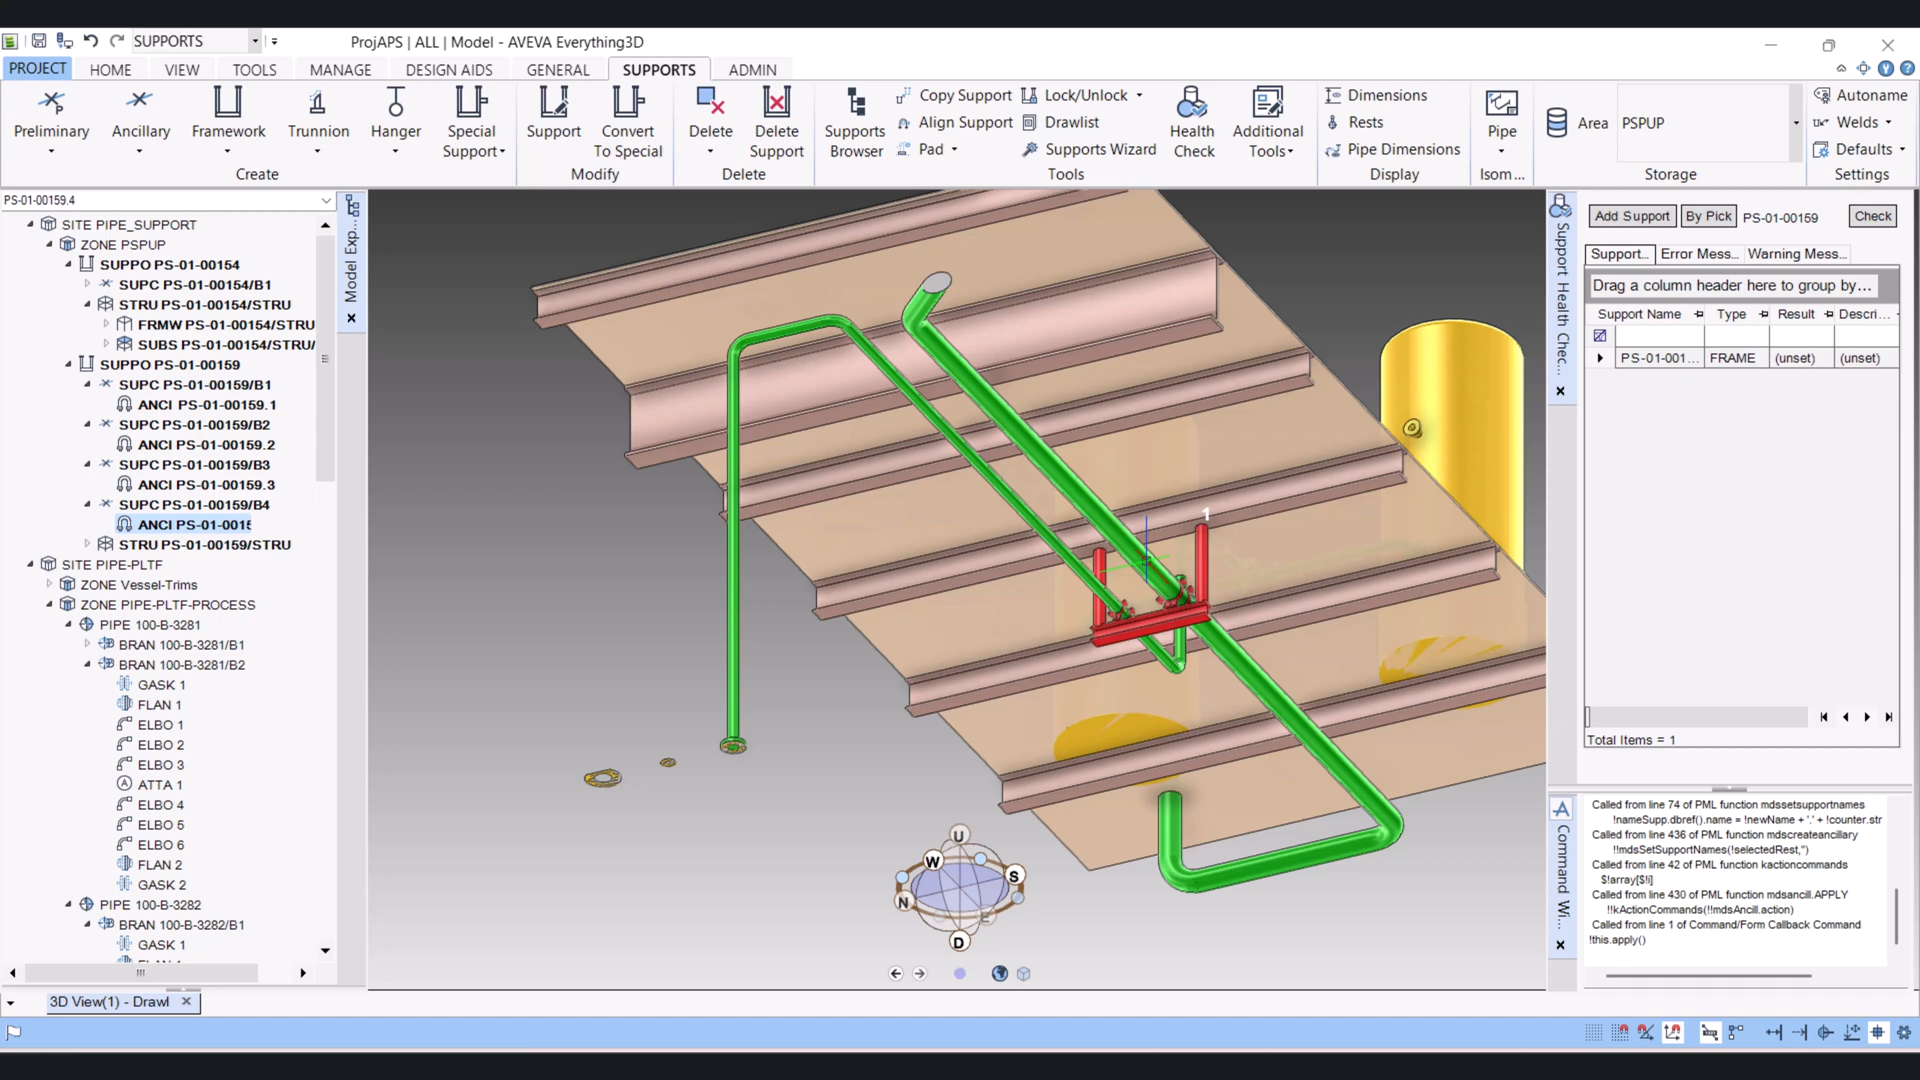 SUPPORTS
ProjAPS | ALL | Model - AVEVA Everything3D
PROJECT HOME VIEW TOOLS MANAGE DESIGN AIDS GENERAL SUPPORTS ADMIN
Preliminary
Ancillary
Framework
Trunnion
Hanger
Special
Support
Create
Support
Convert
To Special
Modify
Delete
Delete
Support
Delete
Supports
Browser
Copy Support
Align Support
Pad
Lock/Unlock
Drawlist
Supports Wizard
Health
Check
Additional
Tools
Tools
Dimensions
Rests
Pipe Dimensions
Display
Pipe
Isom ...
Area
PSPUP
Storage
Autoname
Welds
Defaults
Settings
PS-01-00159.4
SITE PIPE_SUPPORT
ZONE PSPUP
SUPPO PS-01-00154
SUPC PS-01-00154/B1
STRU PS-01-00154/STRU
FRMW PS-01-00154/STRU
SUBS PS-01-00154/STRU/
SUPPO PS-01-00159
SUPC PS-01-00159/B1
ANCI PS-01-00159.1
SUPC PS-01-00159/B2
ANCI PS-01-00159.2
SUPC PS-01-00159/B3
ANCI PS-01-00159.3
SUPC PS-01-00159/B4
ANCI PS-01-0015
STRU PS-01-00159/STRU
SITE PIPE-PLTF
ZONE Vessel-Trims
ZONE PIPE-PLTF-PROCESS
PIPE 100-B-3281
BRAN 100-B-3281/B1
BRAN 100-B-3281/B2
GASK 1
FLAN 1
ELBO 1
ELBO 2
ELBO 3
ATTA 1
ELBO 4
ELBO 5
ELBO 6
FLAN 2
GASK 2
PIPE 100-B-3282
BRAN 100-B-3282/B1
GASK 1
Model Exp...
1
U
W
S
N
E
D
Support Health Chec...
Add Support By Pick PS-01-00159 Check
Support... Error Mess... Warning Mess...
Drag a column header here to group by...
Support Name Type Result Descri...
PS-01-001... FRAME (unset) (unset)
Total Items = 1
Command Wi...
Called from line 74 of PML function mdssetsupportnames
!nameSupp.dbref().name = !newName + '.' + !counter.str
Called from line 436 of PML function mdscreateancillary
!!mdsSetSupportNames(!selectedRest,'')
Called from line 42 of PML function kactioncommands
$!array[$!i]
Called from line 430 of PML function mdsancill.APPLY
!!kActionCommands(!!mdsAncill.action)
Called from line 1 of Command/Form Callback Command
!this.apply()
3D View(1) - Drawl